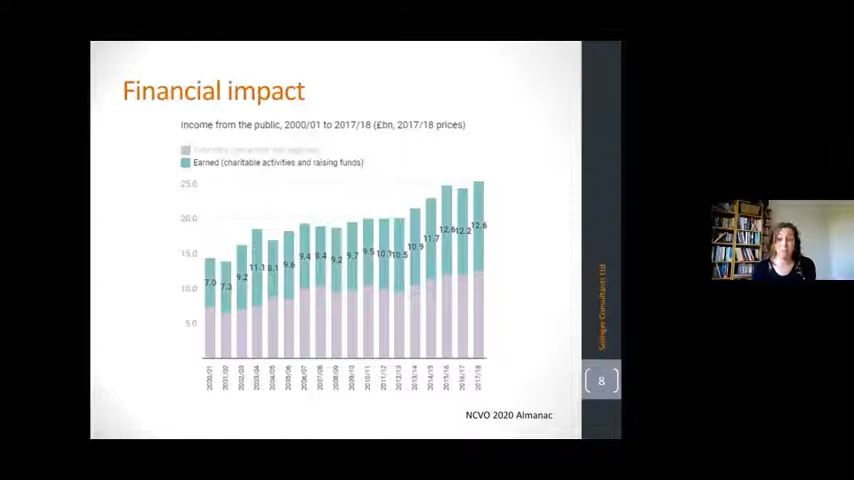 Financial impact
Income from the public, 2000/01 to 2017/18 (£bn, 2017/18 prices)
Earned (charitable activities and raising funds)
25.0
20.0
15.0
10.0
5.0
7.0 7.3 9.2 11.1 8.1 9.6 9.4 8.4 9.2 9.7 9.5 10.1 10.5 10.9 11.7 12.6 12.2 12.6
2000/01 2001/02 2002/03 2003/04 2004/05 2005/06 2006/07 2007/08 2008/09 2009/10 2010/11 2011/12 2012/13 2013/14 2014/15 2015/16 2016/17 2017/18
NCVO 2020 Almanac
Selinger Consultants Ltd
8